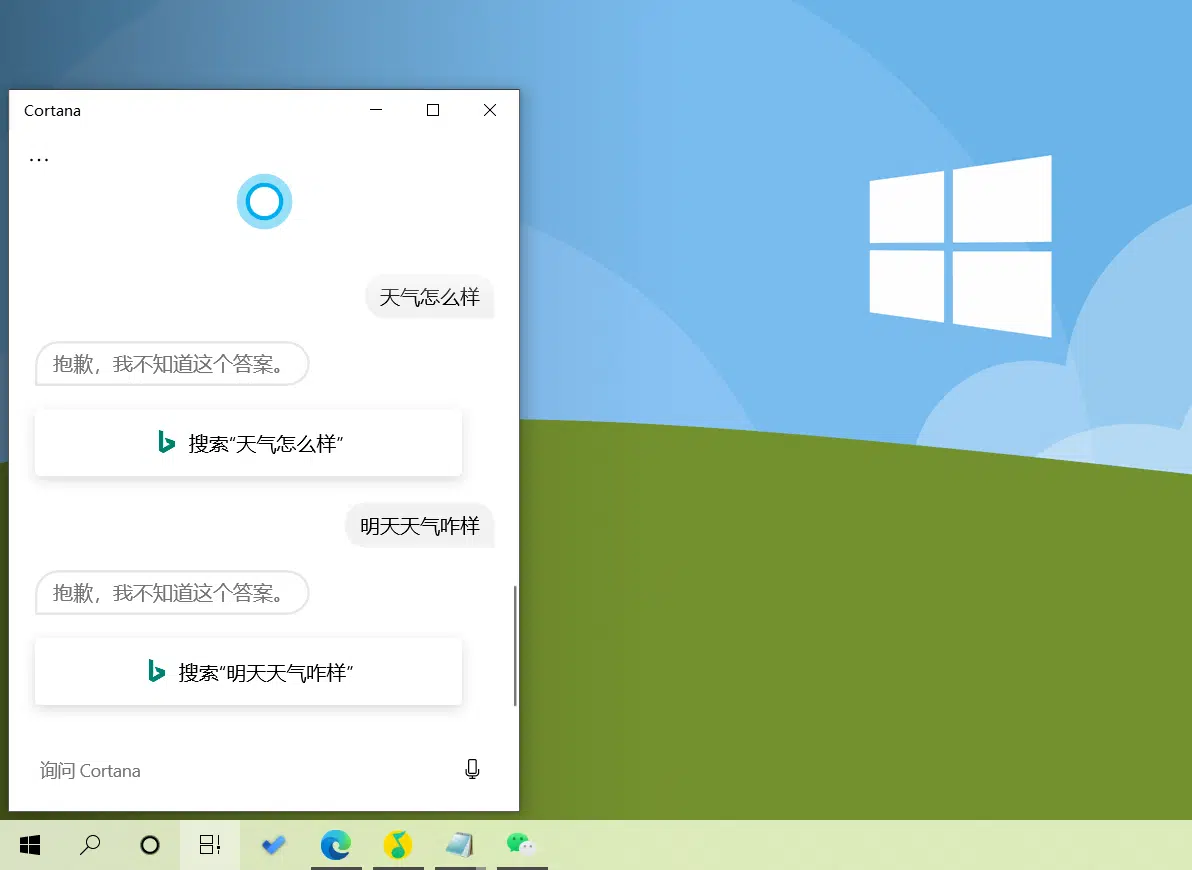 Cortana
...
天气怎么样
抱歉，我不知道这个答案。
搜索“天气怎么样”
明天天气咋样
抱歉，我不知道这个答案。
搜索“明天天气咋样”
询问 Cortana